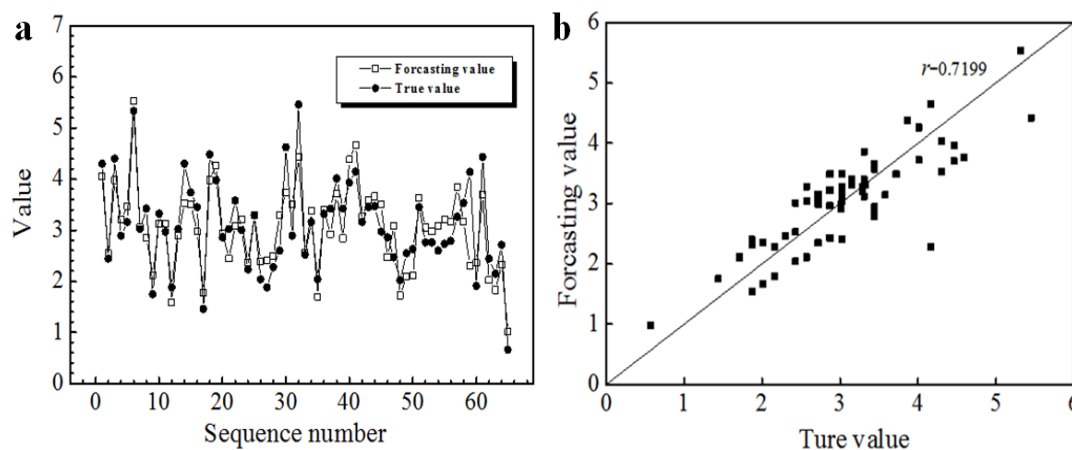 a
7
6
5
4
3
2
1
0
Value
Forcasting value
True value
0 10 20 30 40 50 60
Sequence number
b
6
5
4
3
2
1
0
Forcasting value
r=0.7199
0 1 2 3 4 5 6
Ture value